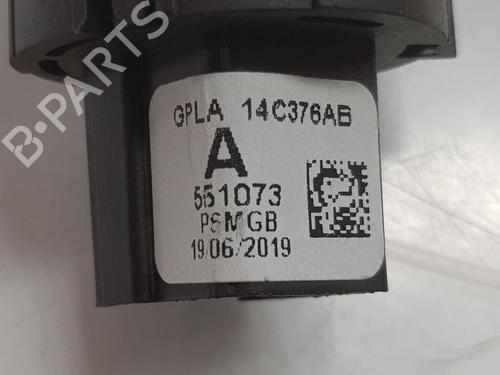 GPLA 14C376AB
A
551073
PSMGB
19/06/2019
B-PARTS